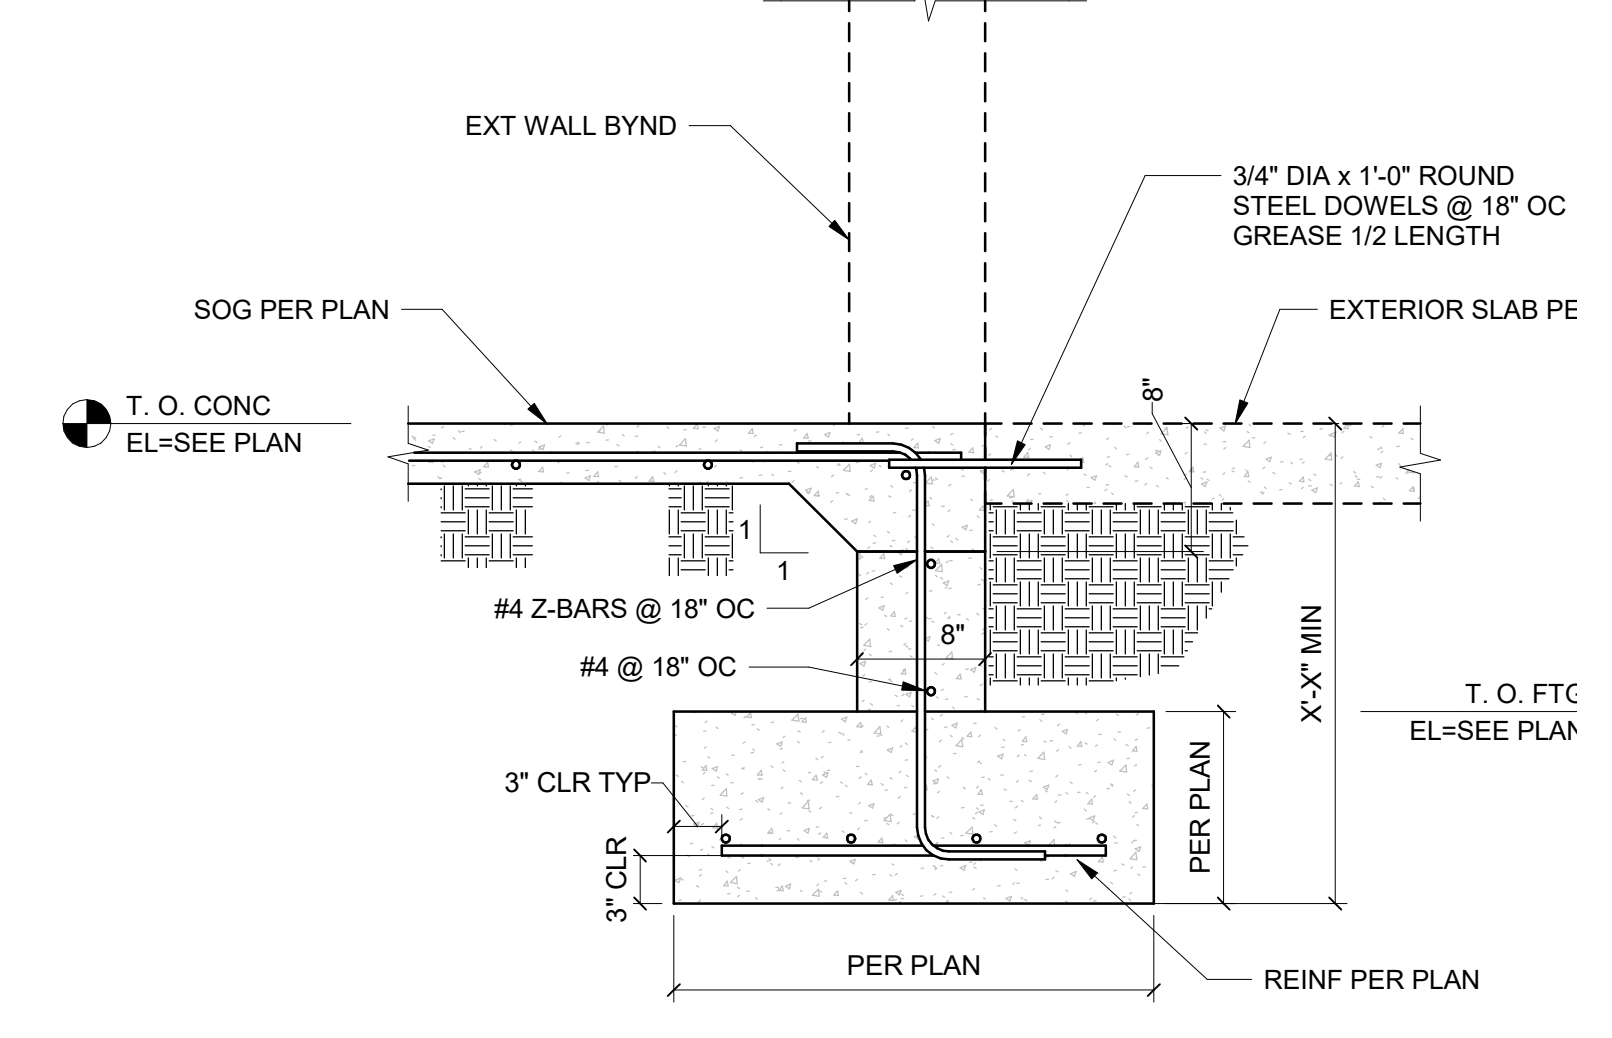 EXT WALL BYND
3/4" DIA x 1'-0" ROUND
STEEL DOWELS @ 18" OC
GREASE 1/2 LENGTH
SOG PER PLAN
EXTERIOR SLAB PE
T. O. CONC
EL=SEE PLAN
8"
1
1
#4 Z-BARS @ 18" OC
8"
#4 @ 18" OC
X'-X" MIN
T. O. FTG
EL=SEE PLAN
3" CLR TYP
PER PLAN
3" CLR
PER PLAN
REINF PER PLAN